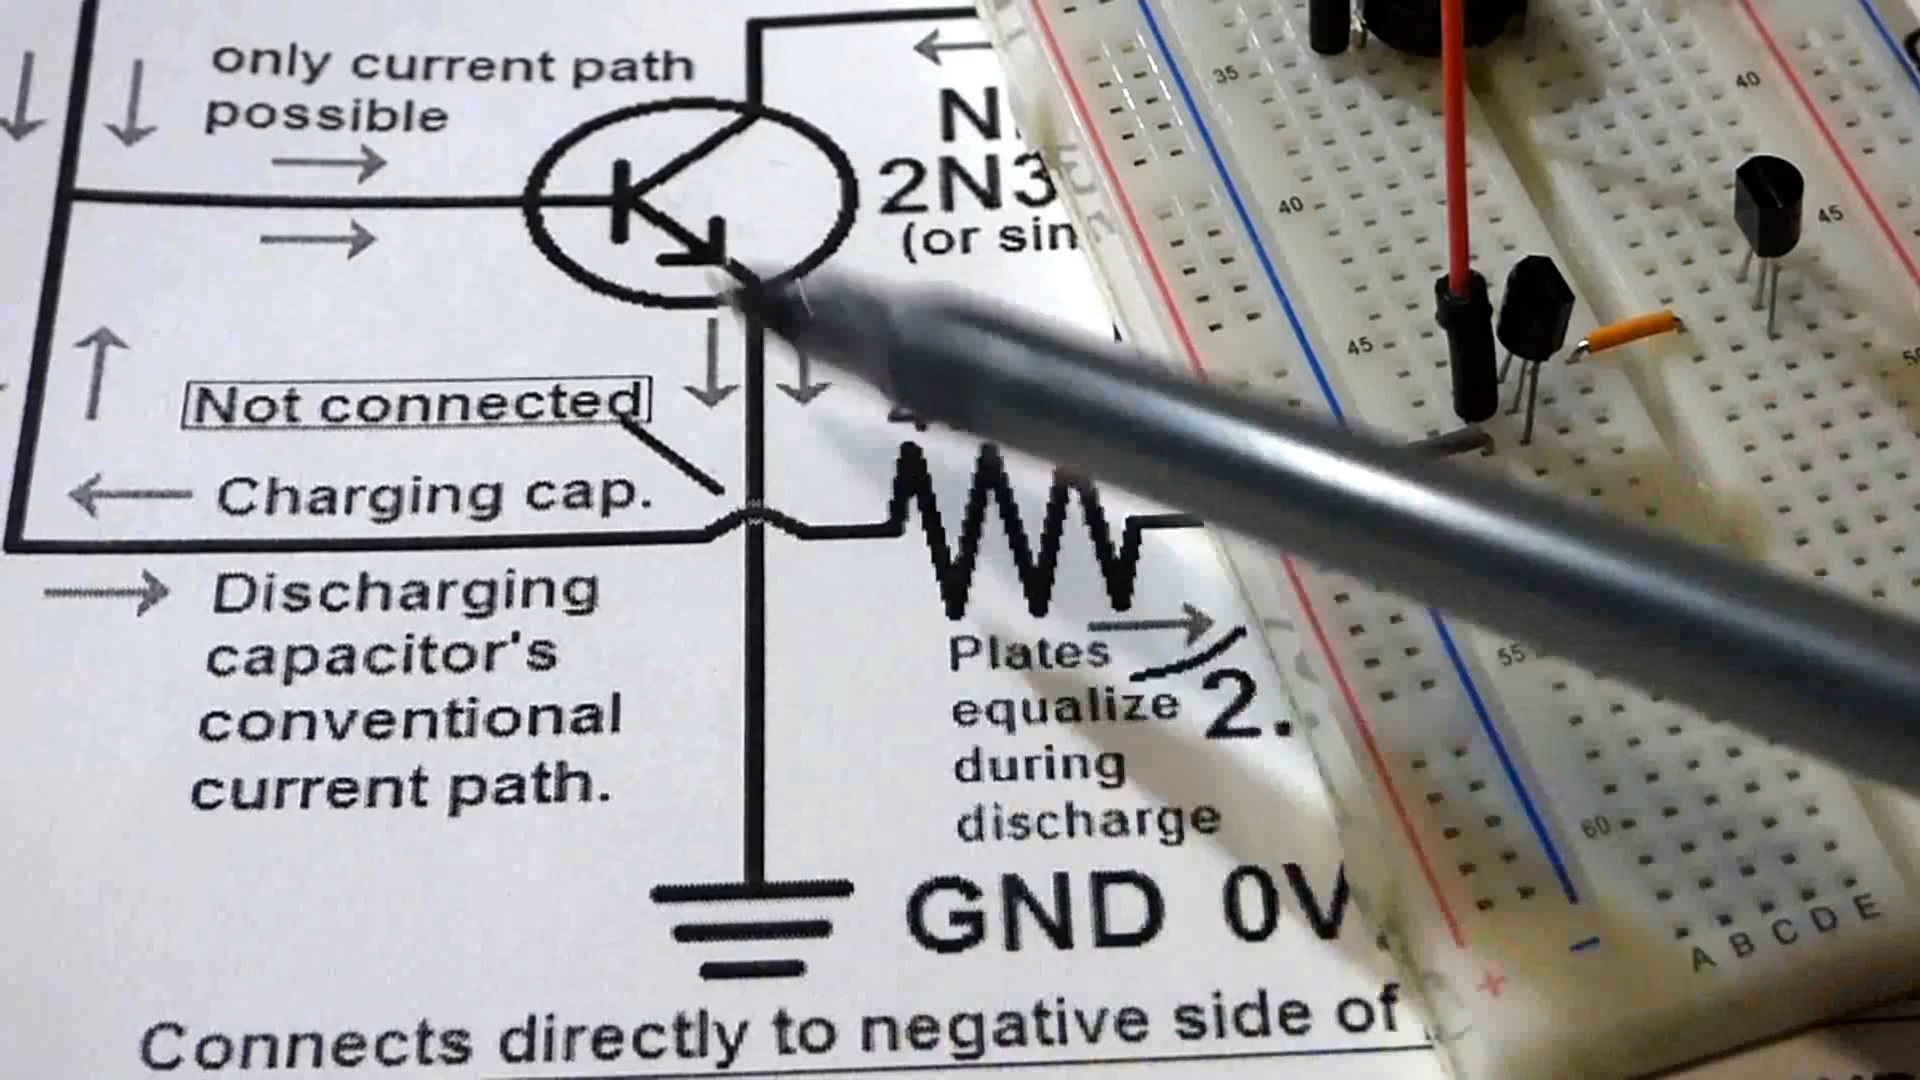 only current path
possible
N
2N3
(or sin
Not connected
Charging cap.
Discharging
capacitor's
conventional
current path.
Plates
equalize
during
discharge
2.
GND 0V
Connects directly to negative side of
35
40
45
55
60
A B C D E
+
-
40
45